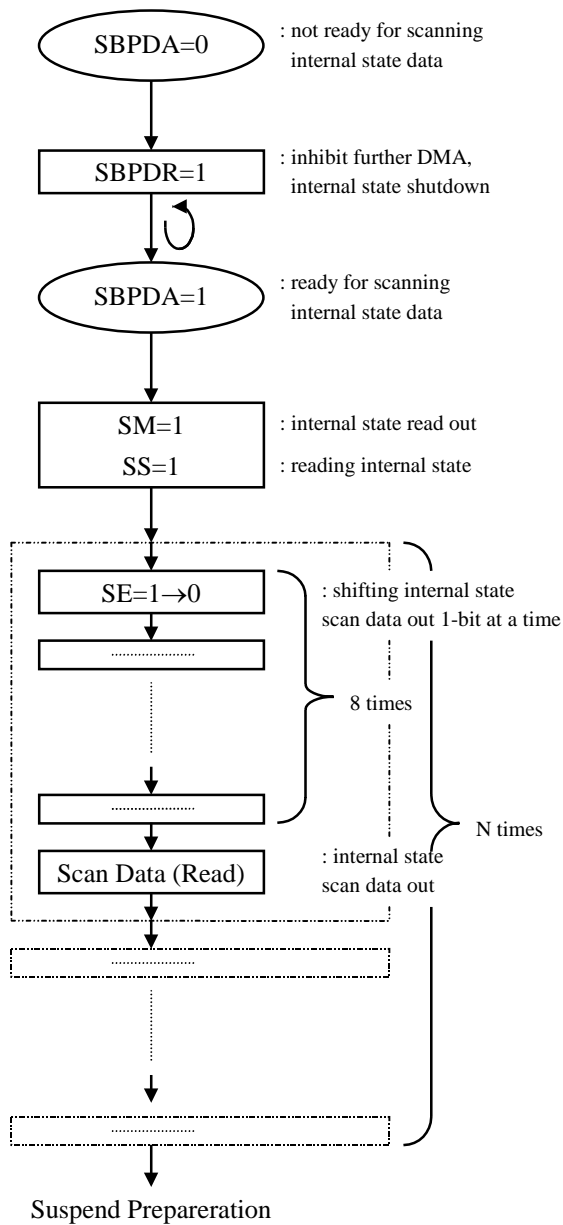 SBPDA=0
: not ready for scanning
internal state data
SBPDR=1
: inhibit further DMA,
internal state shutdown
SBPDA=1
: ready for scanning
internal state data
SM=1
: internal state read out
SS=1
: reading internal state
SE=1→0
: shifting internal state
scan data out 1-bit at a time
.....................
8 times
.....................
N times
Scan Data (Read)
: internal state
scan data out
.....................
.....................
Suspend Prepareration